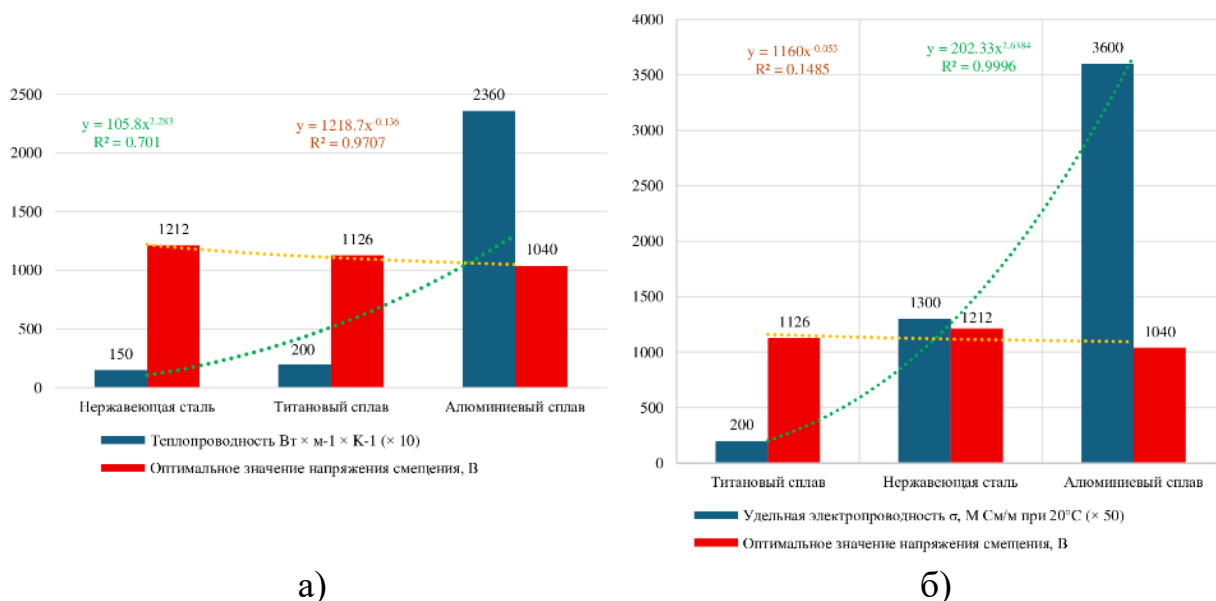 y = 105.8x^2.283
R² = 0.701
y = 1218.7x^-0.136
R² = 0.9707
2500
2000
1500
1000
500
0
150
1212
200
1126
2360
1040
Нержавеющая сталь
Титановый сплав
Алюминиевый сплав
Теплопроводность Вт × м-1 × К-1 (× 10)
Оптимальное значение напряжения смещения, В
а)
y = 1160x^-0.053
R² = 0.1485
y = 202.33x^2.6384
R² = 0.9996
4000
3500
3000
2500
2000
1500
1000
500
0
200
1126
1300
1212
3600
1040
Титановый сплав
Нержавеющая сталь
Алюминиевый сплав
Удельная электропроводность σ, М См/м при 20°С (× 50)
Оптимальное значение напряжения смещения, В
б)